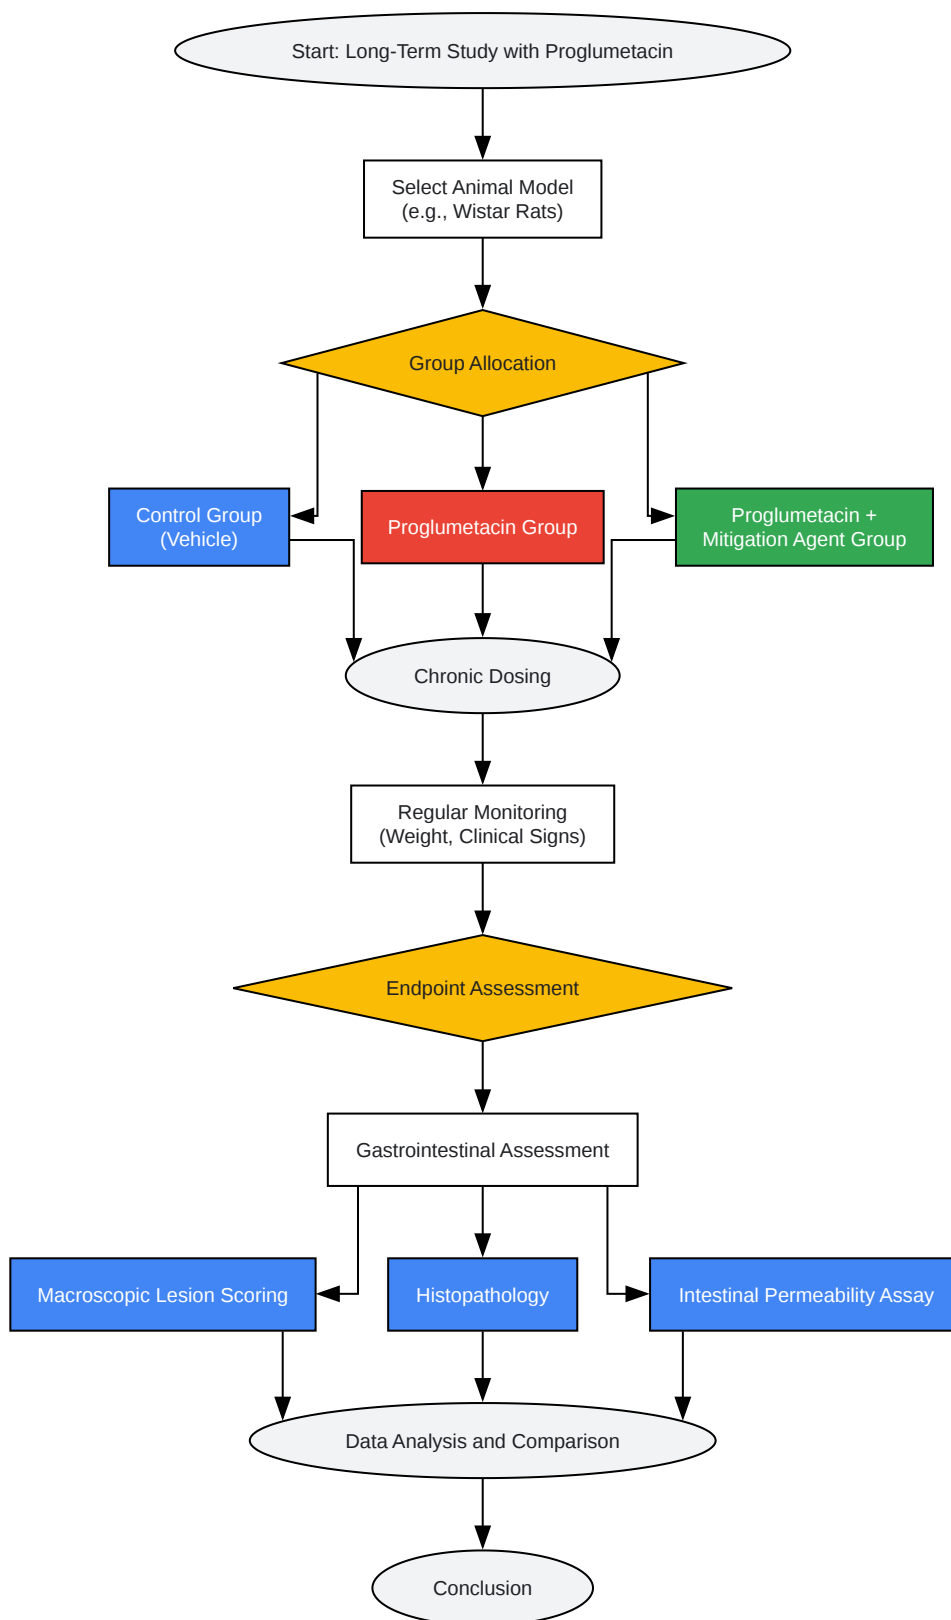 Start: Long-Term Study with Proglumetacin
Select Animal Model
(e.g., Wistar Rats)
Group Allocation
Control Group
(Vehicle)
Proglumetacin Group
Proglumetacin +
Mitigation Agent Group
Chronic Dosing
Regular Monitoring
(Weight, Clinical Signs)
Endpoint Assessment
Gastrointestinal Assessment
Macroscopic Lesion Scoring
Histopathology
Intestinal Permeability Assay
Data Analysis and Comparison
Conclusion